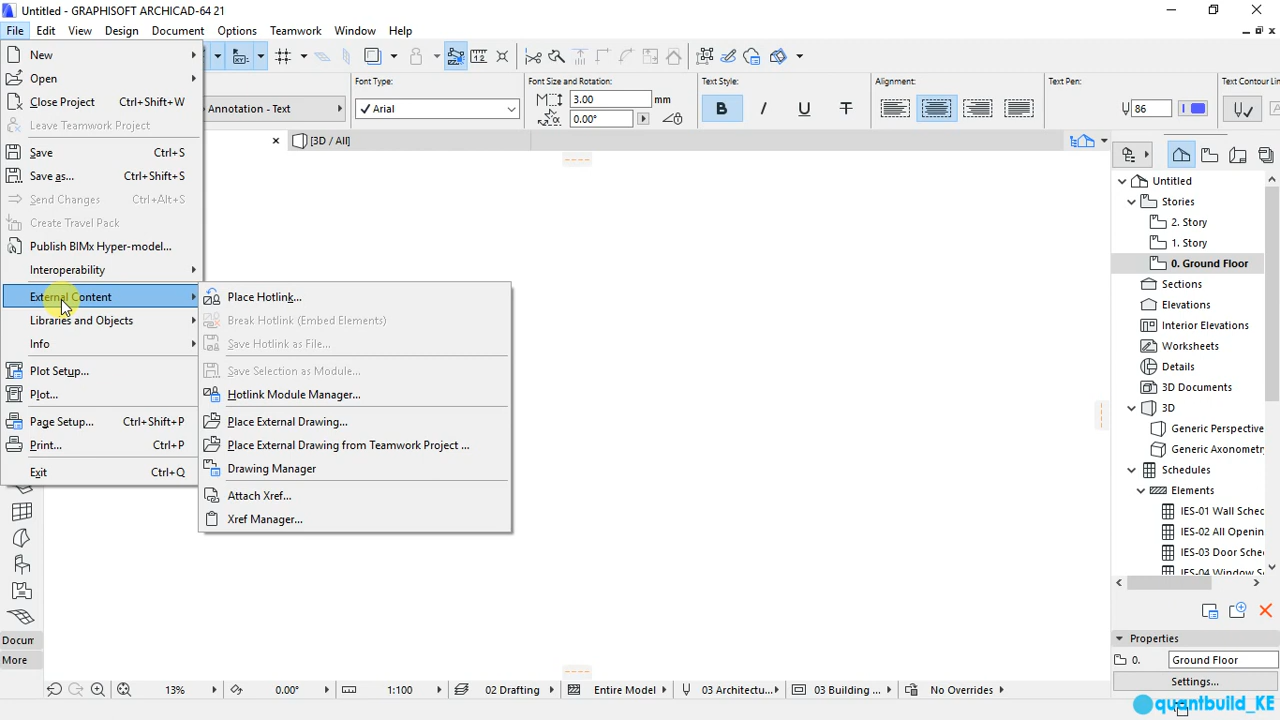 Untitled - GRAPHISOFT ARCHICAD-64 21
File Edit View Design Document Options Teamwork Window Help
New
Open
Close Project Ctrl+Shift+W
Leave Teamwork Project
Save Ctrl+S
Save as... Ctrl+Shift+S
Send Changes Ctrl+Alt+S
Create Travel Pack
Publish BIMx Hyper-model...
Interoperability
External Content
Libraries and Objects
Info
Plot Setup...
Plot...
Page Setup... Ctrl+Shift+P
Print... Ctrl+P
Exit Ctrl+Q
Place Hotlink...
Break Hotlink (Embed Elements)
Save Hotlink as File...
Save Selection as Module...
Hotlink Module Manager...
Place External Drawing...
Place External Drawing from Teamwork Project ...
Drawing Manager
Attach Xref...
Xref Manager...
Annotation - Text
Font Type:
Arial
Font Size and Rotation:
3.00 mm
0.00°
Text Style:
B I U T
Alignment:
Text Pen:
86
Text Contour Lin
[3D / All]
Untitled
Stories
2. Story
1. Story
0. Ground Floor
Sections
Elevations
Interior Elevations
Worksheets
Details
3D Documents
3D
Generic Perspective
Generic Axonometr
Schedules
Elements
IES-01 Wall Sched
IES-02 All Openin
IES-03 Door Sche
IES-04 Window S
Properties
0. Ground Floor
Settings...
Docum
More
13% 0.00° 1:100 02 Drafting Entire Model 03 Architectu... 03 Building ... No Overrides
quantbuild_KE